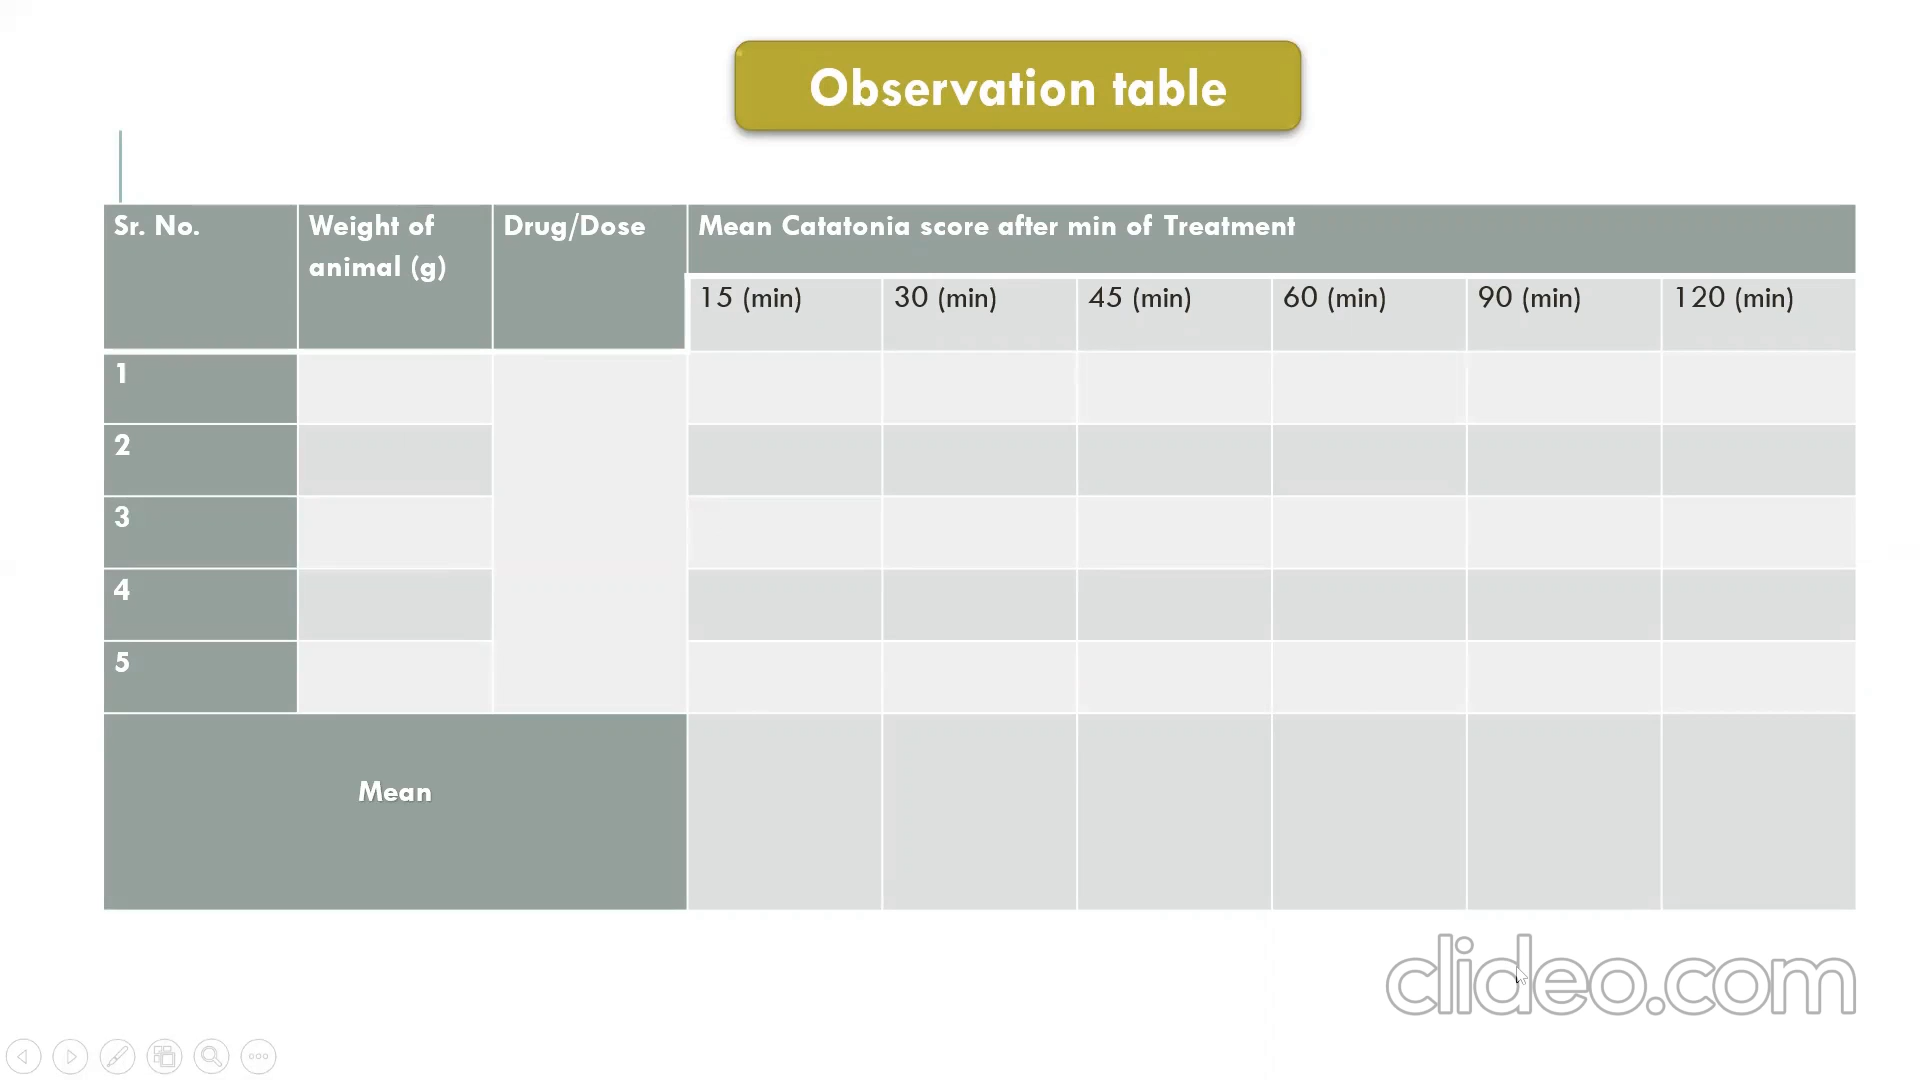 Observation table
Sr. No.
Weight of
animal (g)
Drug/Dose
Mean Catatonia score after min of Treatment
15 (min)
30 (min)
45 (min)
60 (min)
90 (min)
120 (min)
1
2
3
4
5
Mean
clideo.com